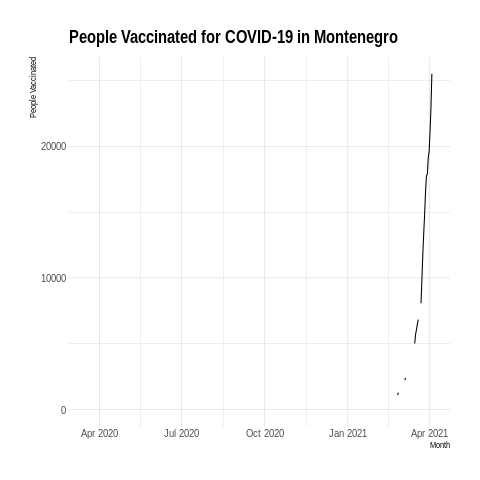 People Vaccinated for COVID-19 in Montenegro
People Vaccinated
20000
10000
0
Apr 2020 Jul 2020 Oct 2020 Jan 2021 Apr 2021
Month